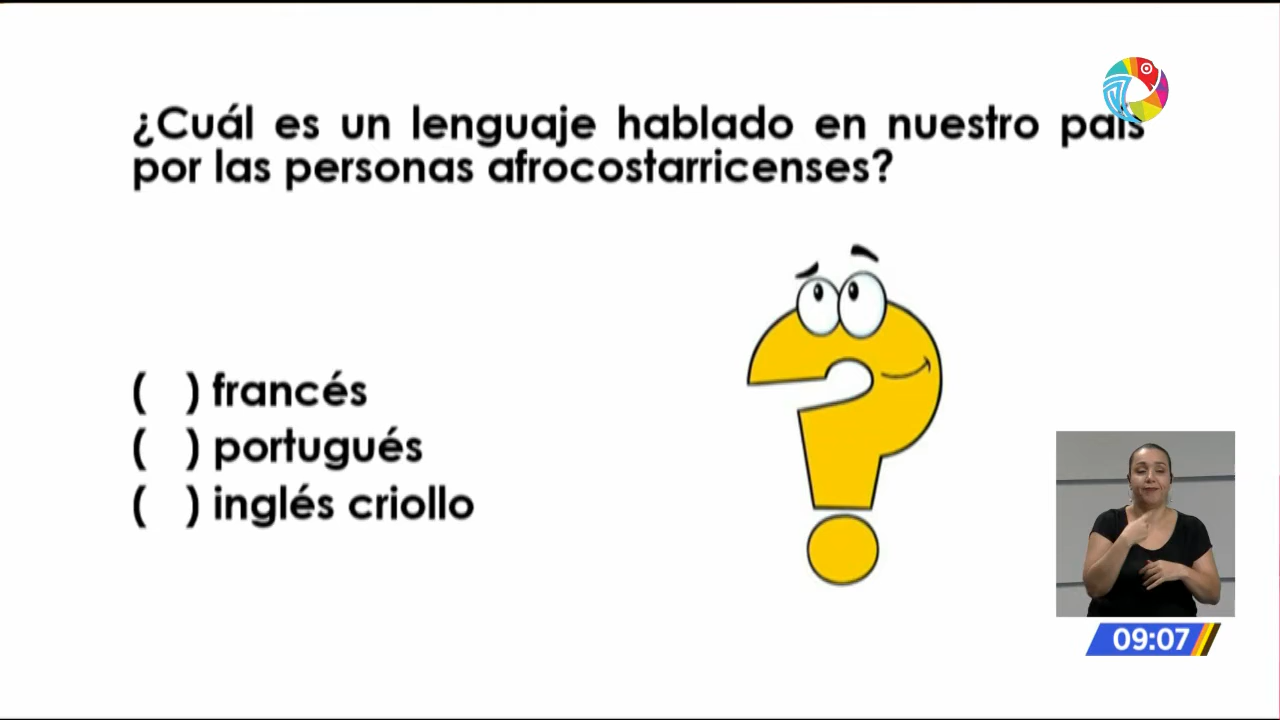 ¿Cuál es un lenguaje hablado en nuestro país
por las personas afrocostarricenses?
( ) francés
( ) portugués
( ) inglés criollo
09:07